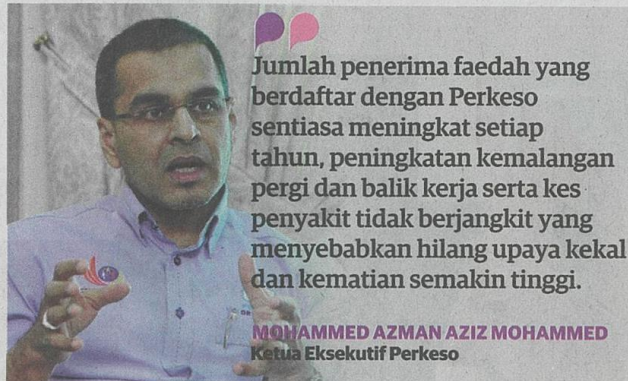 Jumlah penerima faedah yang
berdaftar dengan Perkeso
sentiasa meningkat setiap
tahun, peningkatan kemalangan
pergi dan balik kerja serta kes
penyakit tidak berjangkit yang
menyebabkan hilang upaya kekal
dan kematian semakin tinggi.
MOHAMMED AZMAN AZIZ MOHAMMED
Ketua Eksekutif Perkeso